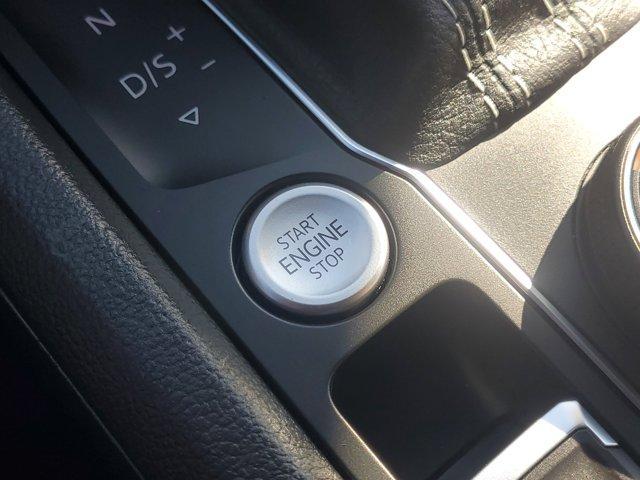 N
D/S +
−
START
ENGINE
STOP